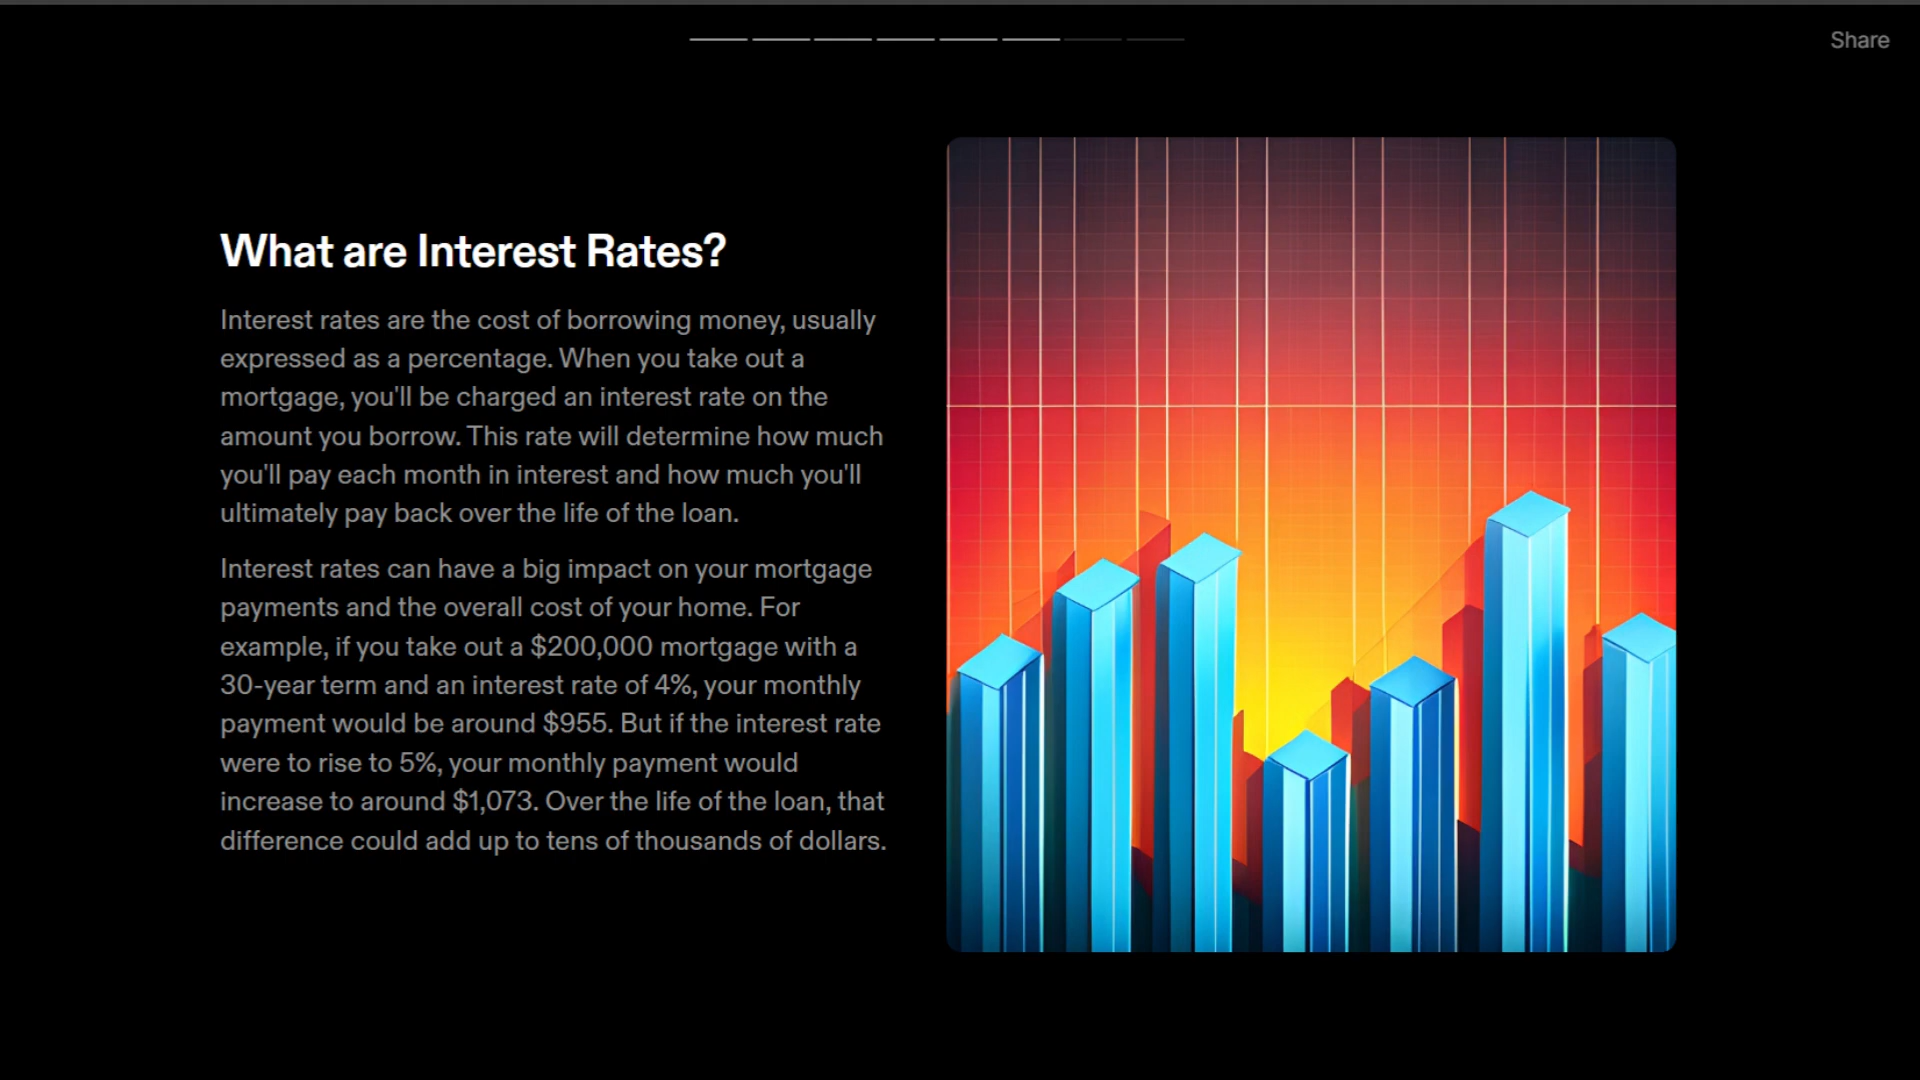 Share
What are Interest Rates?
Interest rates are the cost of borrowing money, usually
expressed as a percentage. When you take out a
mortgage, you'll be charged an interest rate on the
amount you borrow. This rate will determine how much
you'll pay each month in interest and how much you'll
ultimately pay back over the life of the loan.
Interest rates can have a big impact on your mortgage
payments and the overall cost of your home. For
example, if you take out a $200,000 mortgage with a
30-year term and an interest rate of 4%, your monthly
payment would be around $955. But if the interest rate
were to rise to 5%, your monthly payment would
increase to around $1,073. Over the life of the loan, that
difference could add up to tens of thousands of dollars.